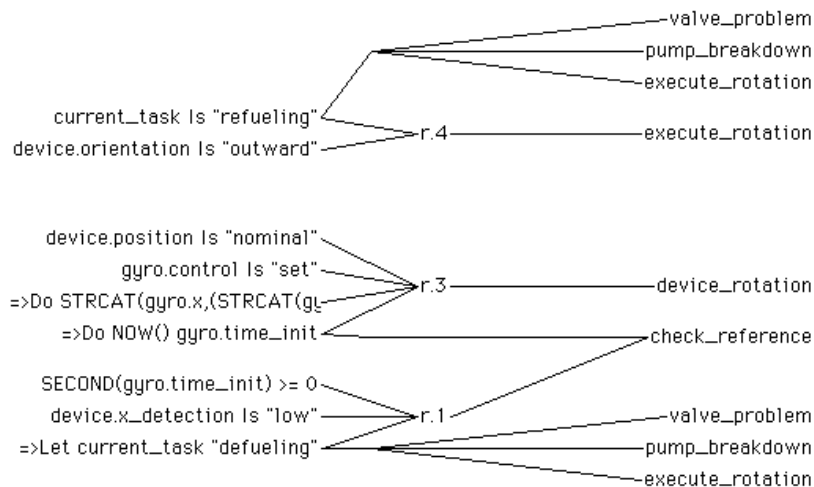 valve_problem
pump_breakdown
execute_rotation
current_task Is "refueling"
r.4
execute_rotation
device.orientation Is "outward"
device.position Is "nominal"
gyro.control Is "set"
r.3
device_rotation
=>Do STRCAT(gyro.x,(STRCAT(gy
=>Do NOW() gyro.time_init
check_reference
SECOND(gyro.time_init) >= 0
device.x_detection Is "low"
r.1
valve_problem
=>Let current_task "defueling"
pump_breakdown
execute_rotation